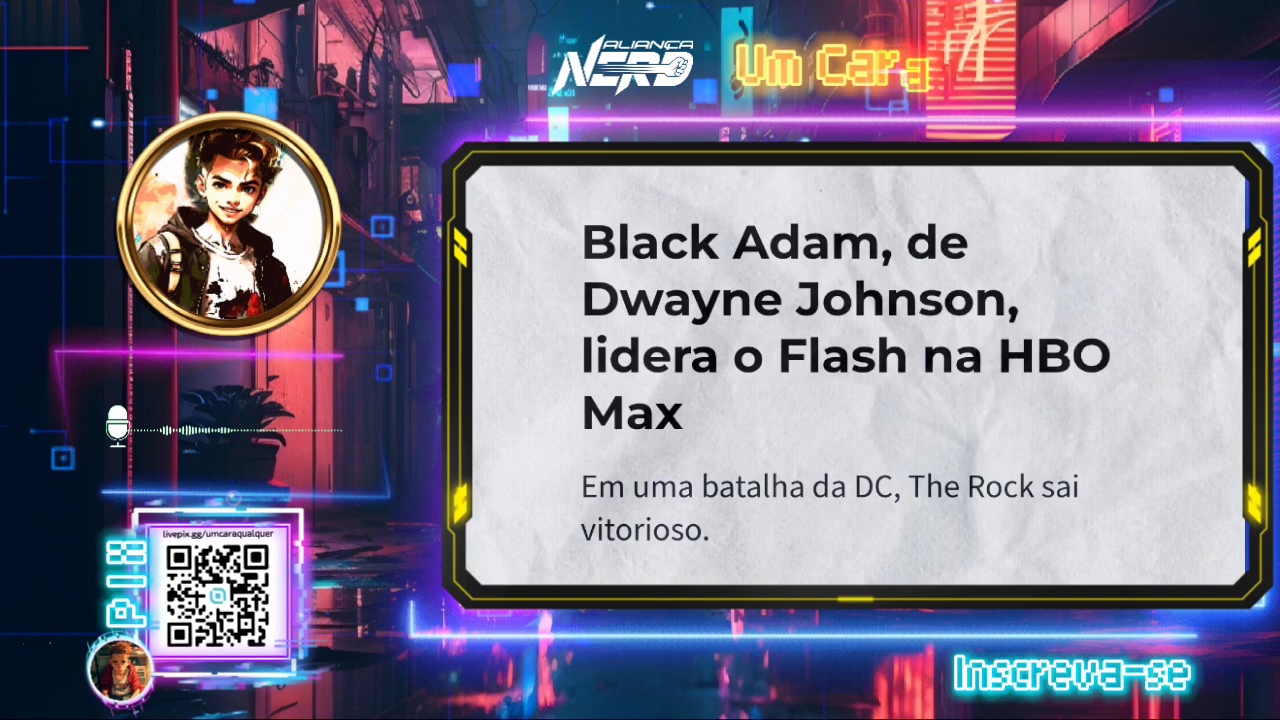 ALIANÇA
NERD
Um Cara
Black Adam, de
Dwayne Johnson,
lidera o Flash na HBO
Max
Em uma batalha da DC, The Rock sai
vitorioso.
livepix.gg/umcaraqualquer
PIX
Inscreva-se